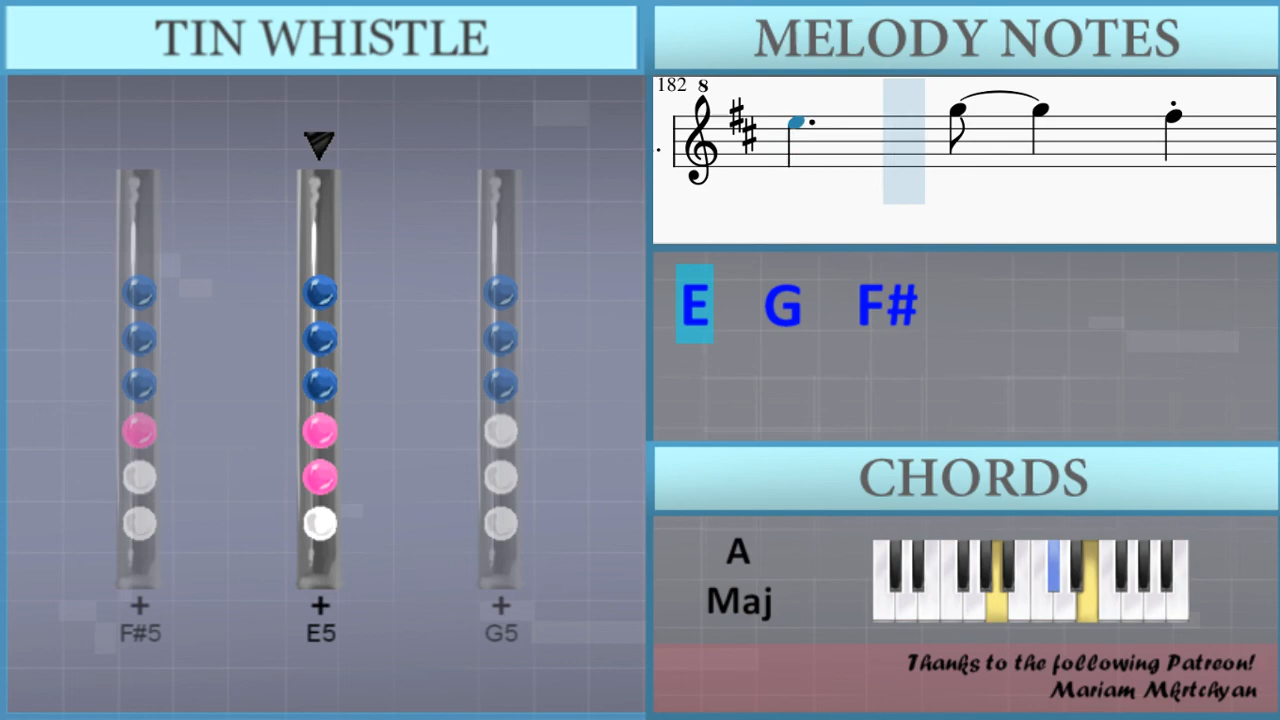 TIN WHISTLE
+ + +
F#5 E5 G5
MELODY NOTES
182 8
E G F#
CHORDS
A
Maj
Thanks to the following Patreon!
Mariam Mkrtchyan